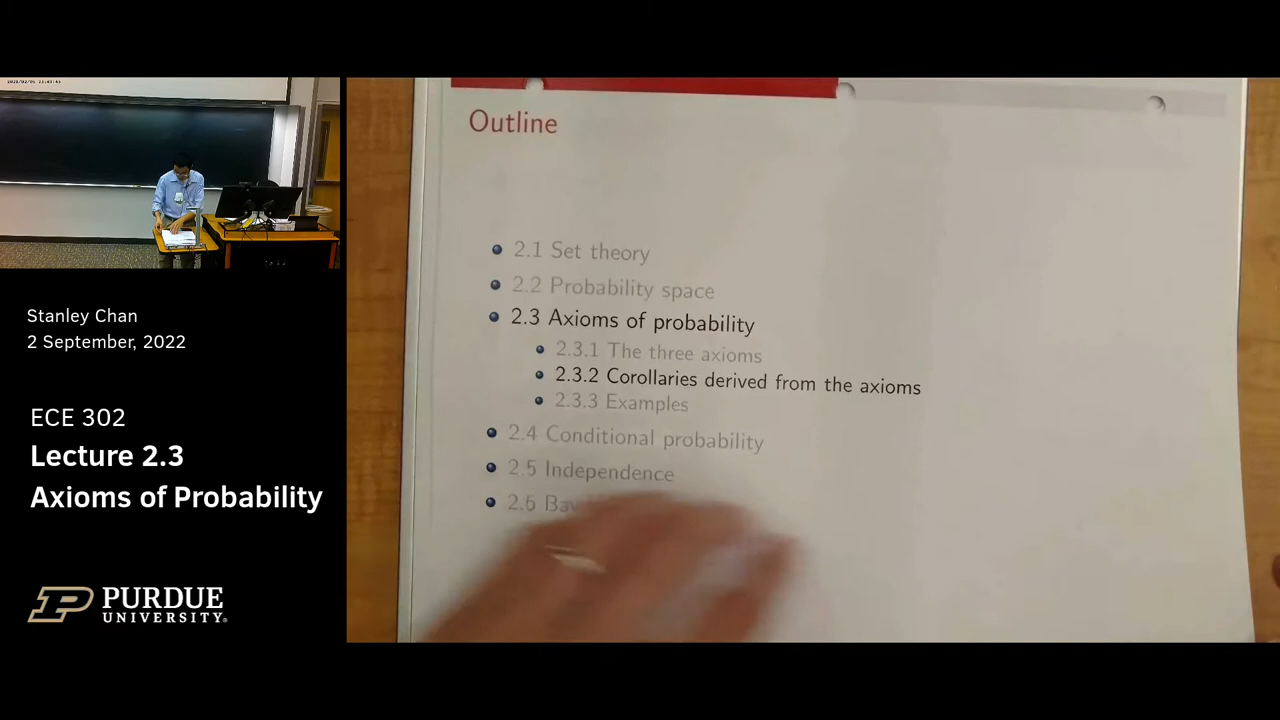 Stanley Chan
2 September, 2022
ECE 302
Lecture 2.3
Axioms of Probability
PURDUE
UNIVERSITY
Outline
2.1 Set theory
2.2 Probability space
2.3 Axioms of probability
2.3.1 The three axioms
2.3.2 Corollaries derived from the axioms
2.3.3 Examples
2.4 Conditional probability
2.5 Independence
2.6